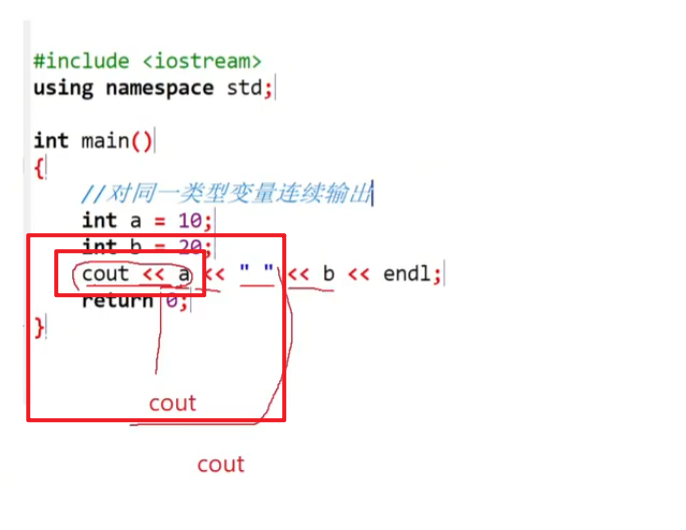 #include <iostream>
using namespace std;
int main()
{
//对同一类型变量连续输出
int a = 10;
int b = 20;
cout << a << " " << b << endl;
return 0;
}
cout
cout